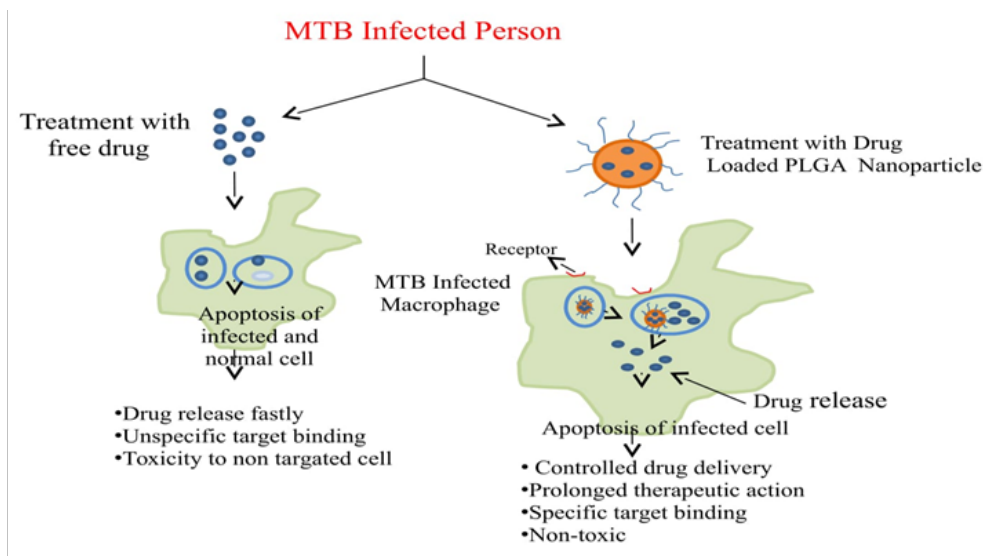 MTB Infected Person
Treatment with
free drug
Treatment with Drug
Loaded PLGA Nanoparticle
Receptor
MTB Infected
Macrophage
Apoptosis of
infected and
normal cell
•Drug release fastly
•Unspecific target binding
•Toxicity to non targated cell
Drug release
Apoptosis of infected cell
• Controlled drug delivery
•Prolonged therapeutic action
•Specific target binding
•Non-toxic